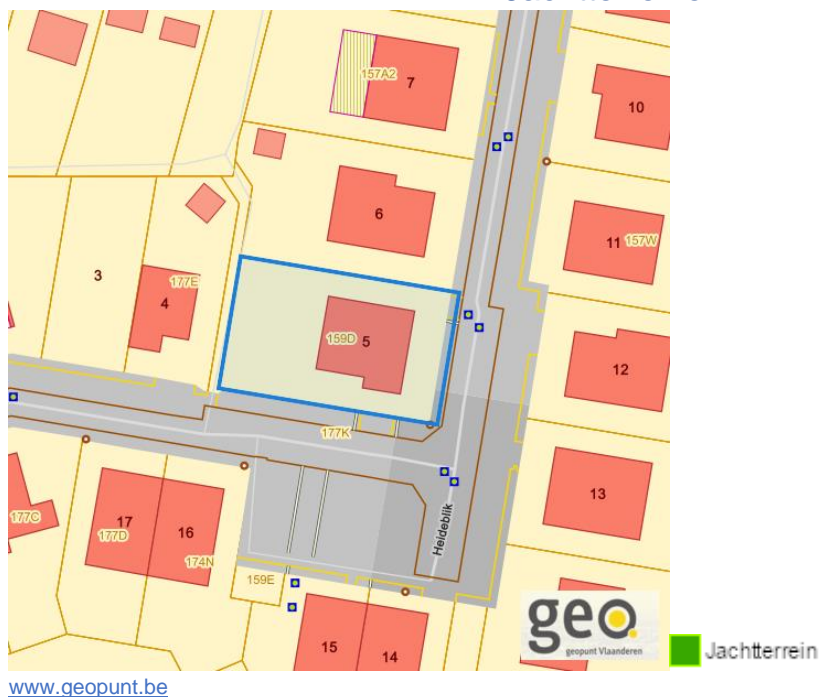 157A2
7
10
6
11
157W
3
177E
4
159D
5
12
177K
13
Heideblik
177C
17
177D
16
174N
159E
15
14
geo.
geopunt Vlaanderen
Jachtterrein
www.geopunt.be